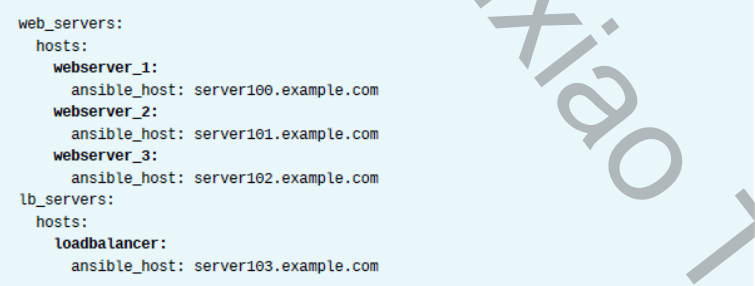 web_servers:
  hosts:
    webserver_1:
      ansible_host: server100.example.com
    webserver_2:
      ansible_host: server101.example.com
    webserver_3:
      ansible_host: server102.example.com
lb_servers:
  hosts:
    loadbalancer:
      ansible_host: server103.example.com